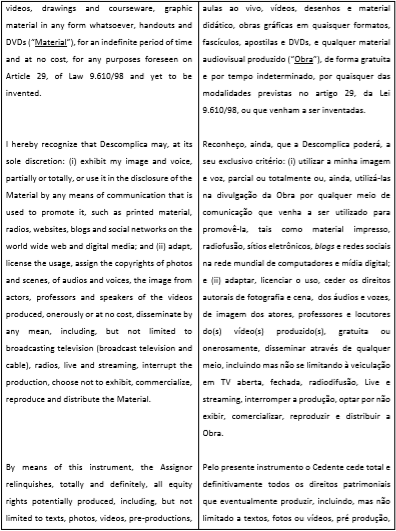 videos, drawings and courseware, graphic
material in any form whatsoever, handouts and
DVDs ("Material"), for an indefinite period of time
and at no cost, for any purposes foreseen on
Article 29, of Law 9.610/98 and yet to be
invented.
I hereby recognize that Descomplica may, at its
sole discretion: (i) exhibit my image and voice,
partially or totally, or use it in the disclosure of the
Material by any means of communication that is
used to promote it, such as printed material,
radios, websites, blogs and social networks on the
world wide web and digital media; and (ii) adapt,
license the usage, assign the copyrights of photos
and scenes, of audios and voices, the image from
actors, professors and speakers of the videos
produced, onerously or at no cost, disseminate by
any mean, including, but not limited to
broadcasting television (broadcast television and
cable), radios, live and streaming, interrupt the
production, choose not to exhibit, commercialize,
reproduce and distribute the Material.
By means of this instrument, the Assignor
relinquishes, totally and definitely, all equity
rights potentially produced, including, but not
limited to texts, photos, videos, pre-productions,
aulas ao vivo, vídeos, desenhos e material
didático, obras gráficas em quaisquer formatos,
fascículos, apostilas e DVDs, e qualquer material
audiovisual produzido ("Obra"), de forma gratuita
e por tempo indeterminado, por quaisquer das
modalidades previstas no artigo 29, da Lei
9.610/98, ou que venham a ser inventadas.
Reconheço, ainda, que a Descomplica poderá, a
seu exclusivo critério: (i) utilizar a minha imagem
e voz, parcial ou totalmente ou, ainda, utilizá-las
na divulgação da Obra por qualquer meio de
comunicação que venha a ser utilizado para
promovê-la, tais como material impresso,
radiofusão, sítios eletrônicos, blogs e redes sociais
na rede mundial de computadores e mídia digital;
e (ii) adaptar, licenciar o uso, ceder os direitos
autorais de fotografia e cena, dos áudios e vozes,
de imagem dos atores, professores e locutores
do(s) vídeo(s) produzido(s), gratuita ou
onerosamente, disseminar através de qualquer
meio, incluindo mas não se limitando à veiculação
em TV aberta, fechada, radiodifusão, Live e
streaming, interromper a produção, optar por não
exibir, comercializar, reproduzir e distribuir a
Obra.
Pelo presente instrumento o Cedente cede total e
definitivamente todos os direitos patrimoniais
que eventualmente produzir, incluindo, mas não
limitado a textos, fotos ou vídeos, pré produção,